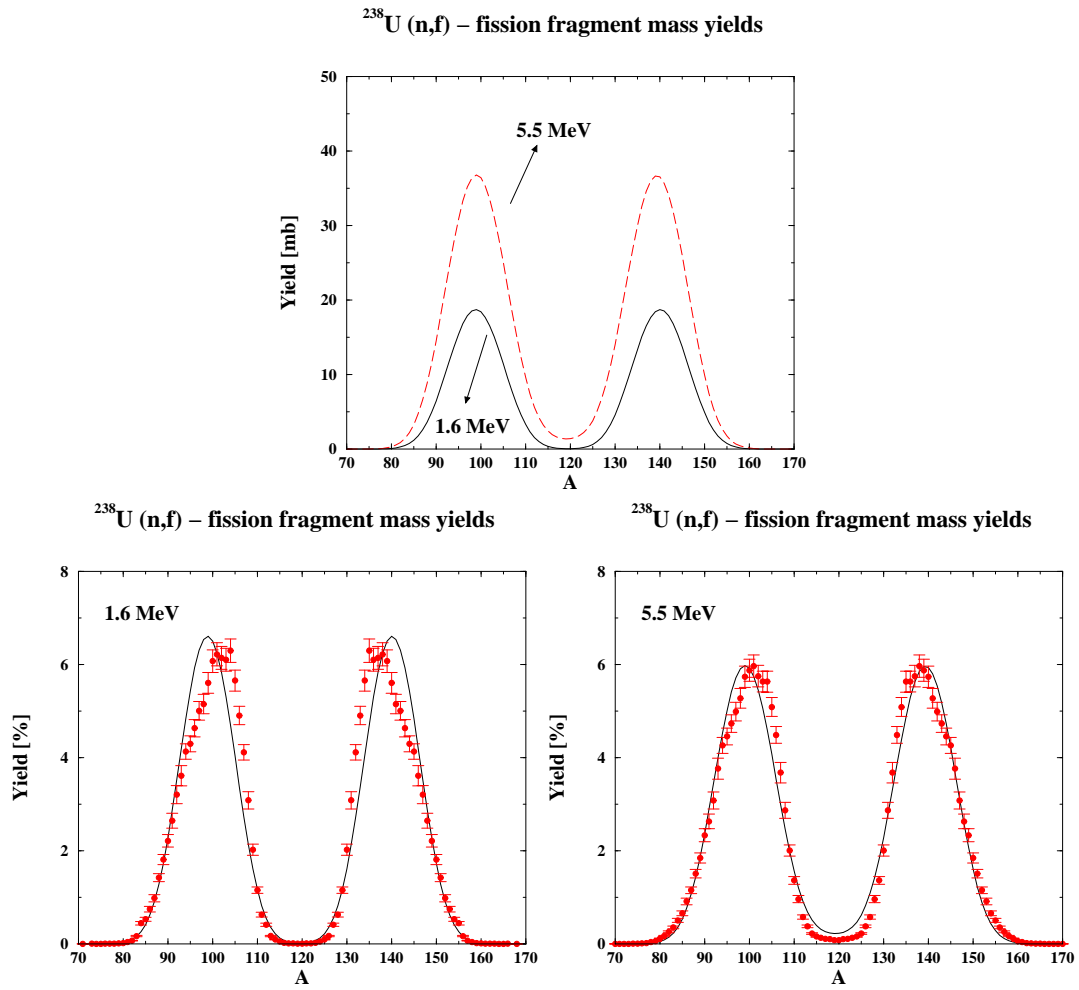 ²³⁸U (n,f) – fission fragment mass yields
50
40
30
20
10
0
Yield [mb]
5.5 MeV
1.6 MeV
70 80 90 100 110 120 130 140 150 160 170
A
²³⁸U (n,f) – fission fragment mass yields
8
6
4
2
0
Yield [%]
1.6 MeV
70 80 90 100 110 120 130 140 150 160 170
A
²³⁸U (n,f) – fission fragment mass yields
8
6
4
2
0
Yield [%]
5.5 MeV
70 80 90 100 110 120 130 140 150 160 170
A